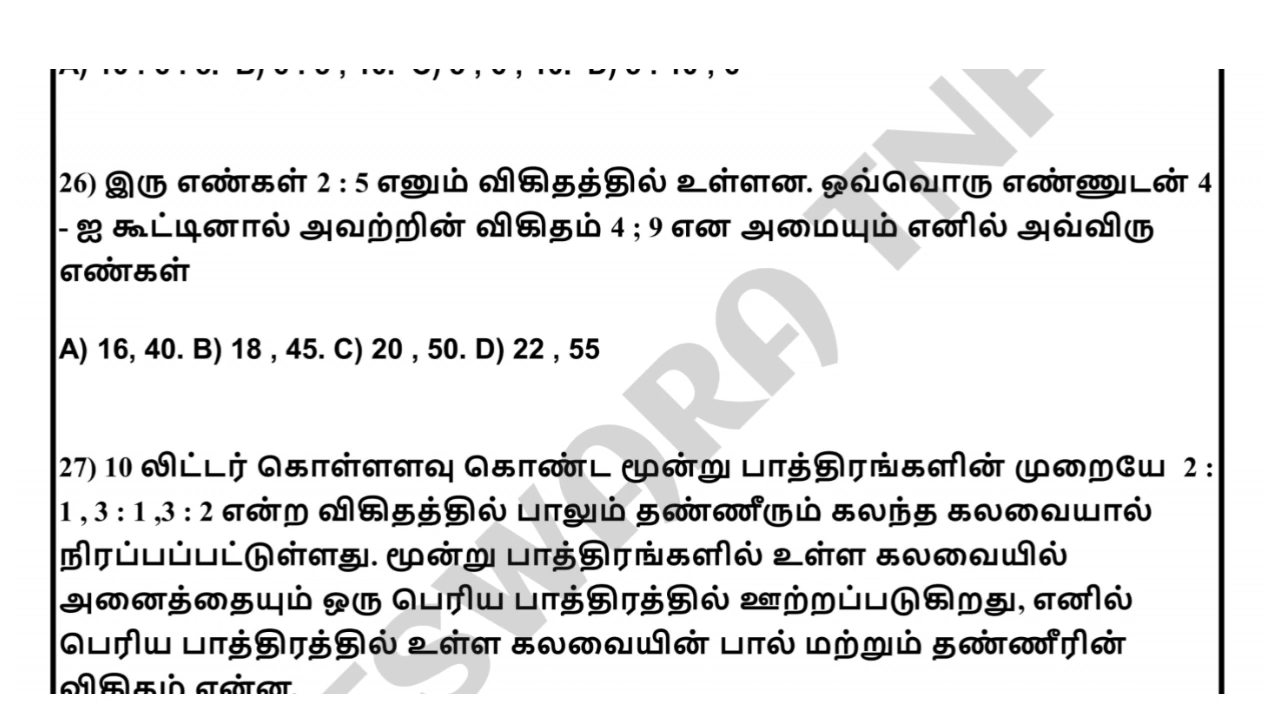 26) இரு எண்கள் 2 : 5 எனும் விகிதத்தில் உள்ளன. ஒவ்வொரு எண்ணுடன் 4
- ஐ கூட்டினால் அவற்றின் விகிதம் 4 ; 9 என அமையும் எனில் அவ்விரு
எண்கள்
A) 16, 40. B) 18 , 45. C) 20 , 50. D) 22 , 55
27) 10 லிட்டர் கொள்ளளவு கொண்ட மூன்று பாத்திரங்களின் முறையே 2 :
1 , 3 : 1 ,3 : 2 என்ற விகிதத்தில் பாலும் தண்ணீரும் கலந்த கலவையால்
நிரப்பப்பட்டுள்ளது. மூன்று பாத்திரங்களில் உள்ள கலவையில்
அனைத்தையும் ஒரு பெரிய பாத்திரத்தில் ஊற்றப்படுகிறது, எனில்
பெரிய பாத்திரத்தில் உள்ள கலவையின் பால் மற்றும் தண்ணீரின்
விகிதம் என்ன.